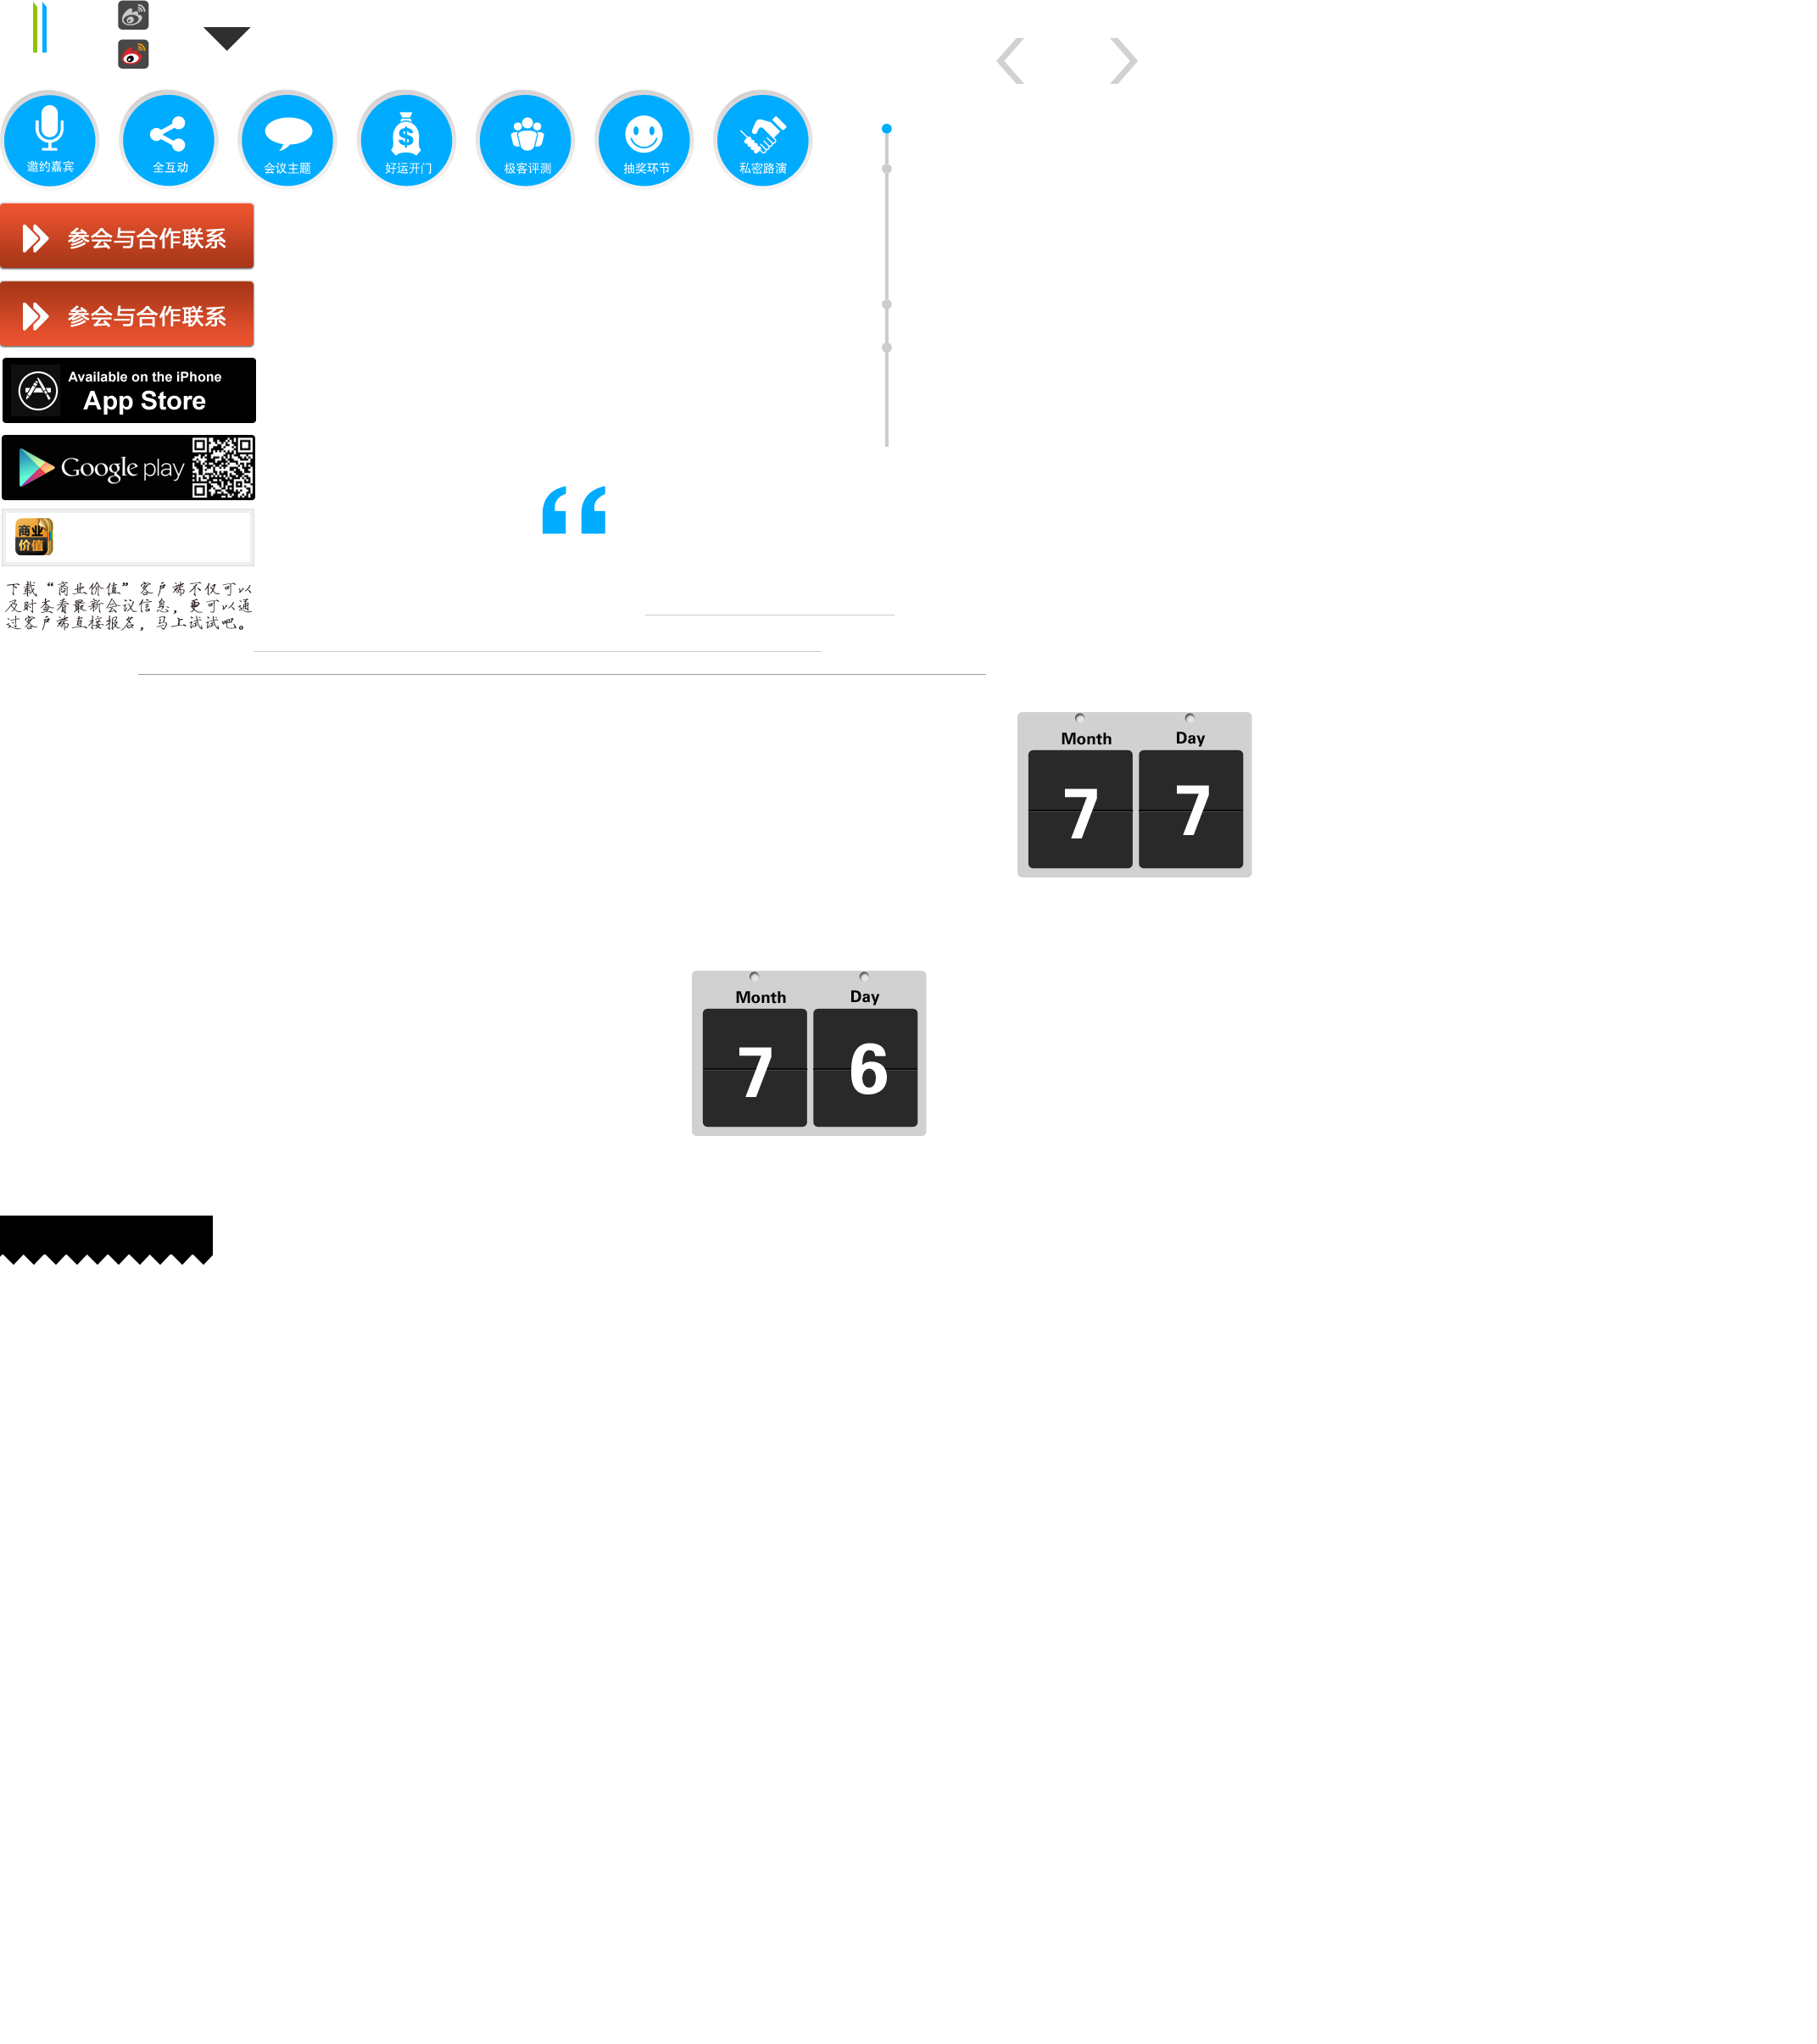 邀约嘉宾
全互动
会议主题
好运开门
极客评测
抽奖环节
私密路演
参会与合作联系
参会与合作联系
Available on the iPhone
App Store
Google play
商业
价值
下载“商业价值”客户端不仅可以
及时查看最新会议信息，更可以通
过客户端直接报名，马上试试吧。
Month Day
7 7
Month Day
7 6